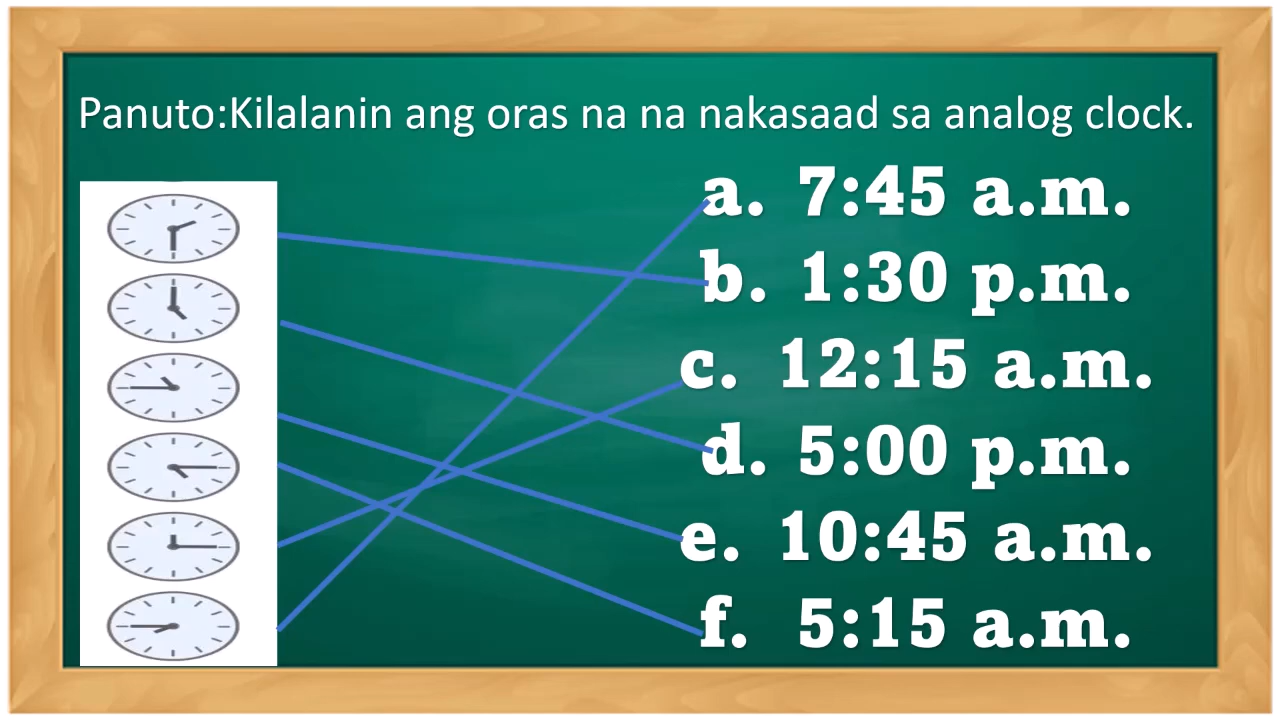 Panuto:Kilalanin ang oras na na nakasaad sa analog clock.
a. 7:45 a.m.
b. 1:30 p.m.
c. 12:15 a.m.
d. 5:00 p.m.
e. 10:45 a.m.
f. 5:15 a.m.